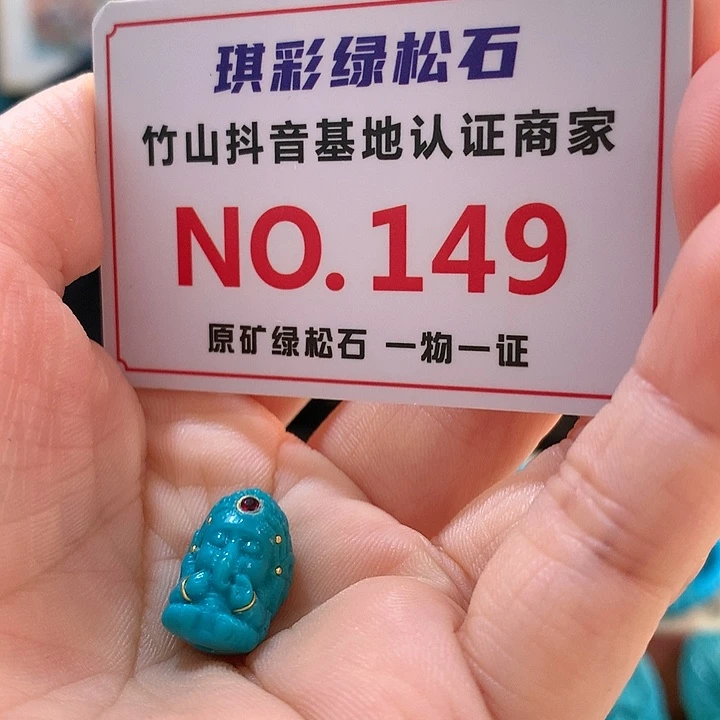 琪彩绿松石
竹山抖音基地认证商家
NO.149
原矿绿松石 一物一证